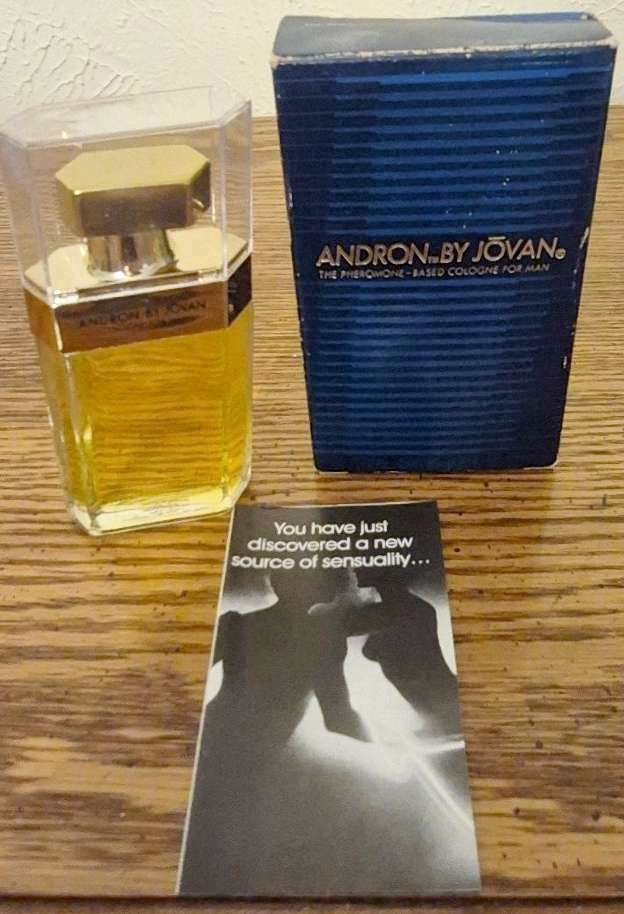 ANDRON BY JŌVAN
ANDRON™ BY JŌVAN®
THE PHEROMONE-BASED COLOGNE FOR MAN
You have just
discovered a new
source of sensuality...